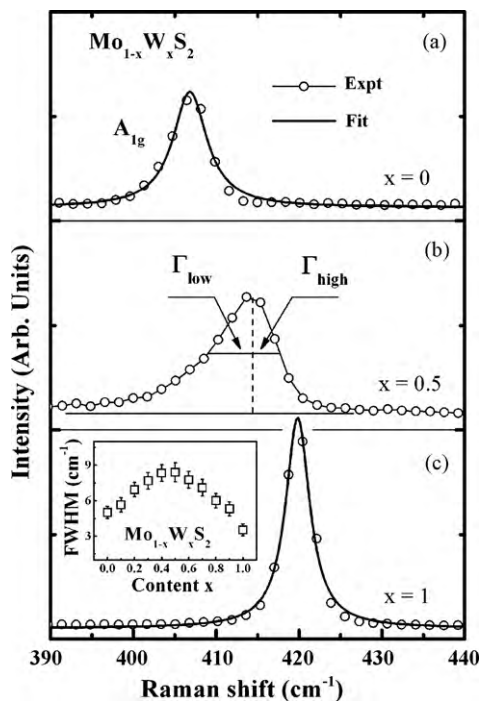 Mo1-xWxS2
(a)
Expt
Fit
A1g
x = 0
(b)
Γlow
Γhigh
x = 0.5
(c)
9
6
3
FWHM (cm-1)
Mo1-xWxS2
0.0 0.2 0.4 0.6 0.8 1.0
Content x
x = 1
Intensity (Arb. Units)
390 400 410 420 430 440
Raman shift (cm-1)